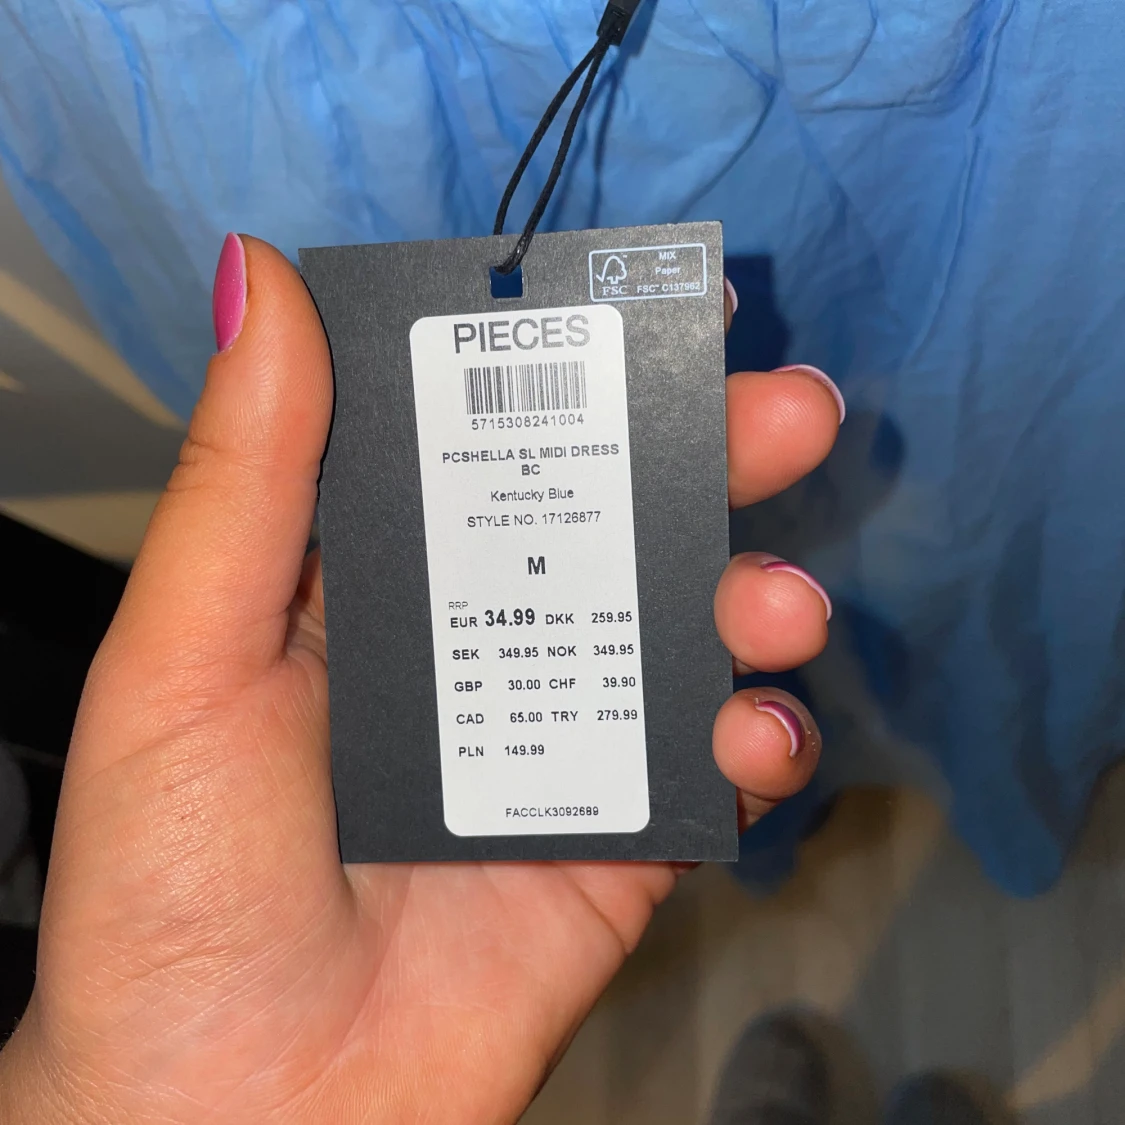 MIX
Paper
FSC™ C137962
FSC
PIECES
5715308241004
PCSHELLA SL MIDI DRESS
BC
Kentucky Blue
STYLE NO. 17126877
M
RRP
EUR 34.99 DKK 259.95
SEK 349.95 NOK 349.95
GBP 30.00 CHF 39.90
CAD 65.00 TRY 279.99
PLN 149.99
FACCLK3092689